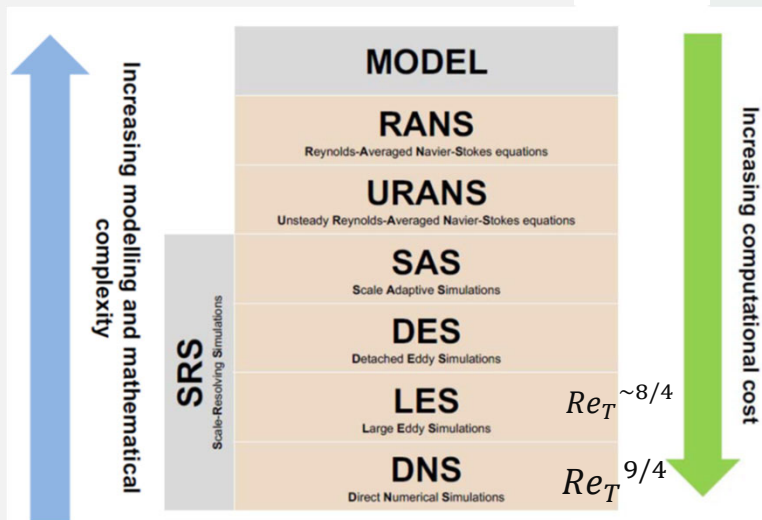 Increasing modelling and mathematical
complexity
MODEL
RANS
Reynolds-Averaged Navier-Stokes equations
URANS
Unsteady Reynolds-Averaged Navier-Stokes equations
SRS
Scale-Resolving Simulations
SAS
Scale Adaptive Simulations
DES
Detached Eddy Simulations
LES
Large Eddy Simulations
Re_T^~8/4
DNS
Direct Numerical Simulations
Re_T^9/4
Increasing computational cost